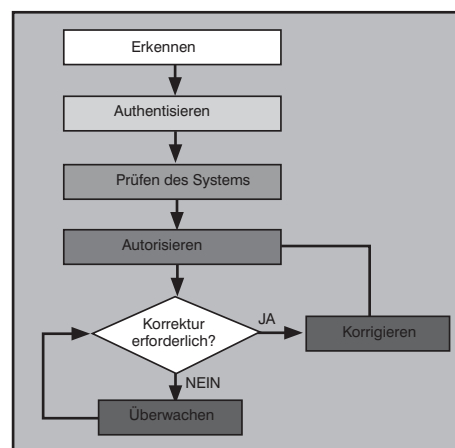 Erkennen
Authentisieren
Prüfen des Systems
Autorisieren
Korrektur
erforderlich?
JA
Korrigieren
NEIN
Überwachen